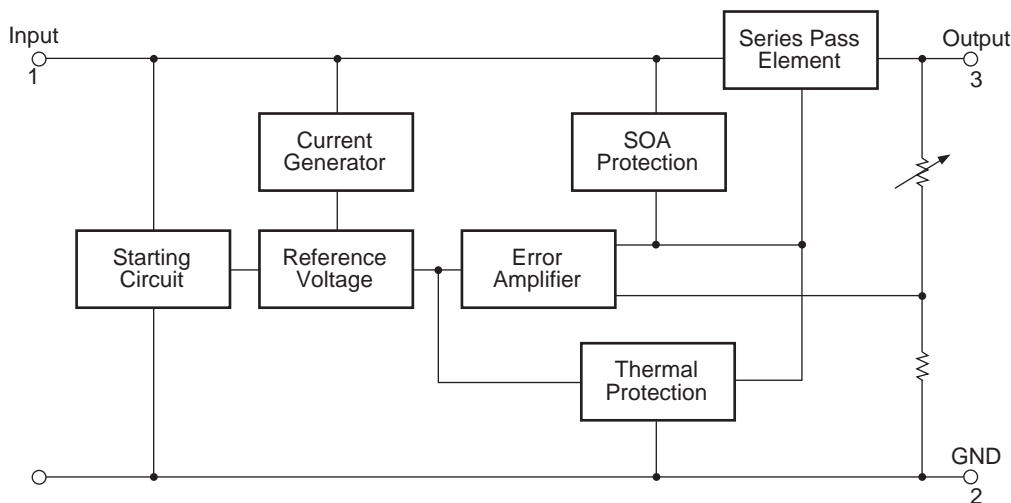 Input
1
Series Pass
Element
Output
3
Current
Generator
SOA
Protection
Starting
Circuit
Reference
Voltage
Error
Amplifier
Thermal
Protection
GND
2